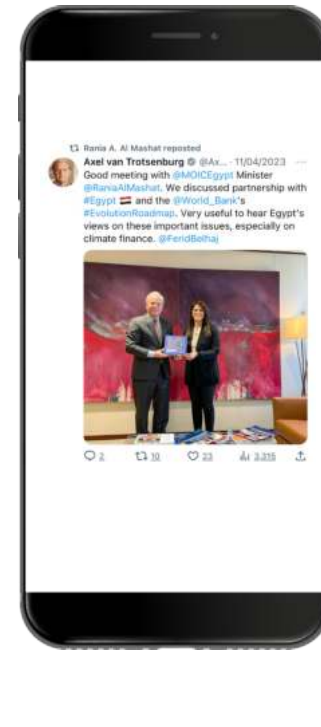 Rania A. Al Mashat reposted
Axel van Trotsenburg @Ax... · 11/04/2023 ...
Good meeting with @MOICEgypt Minister
@RaniaAlMashat. We discussed partnership with
#Egypt 🇪🇬 and the @World_Bank's
#EvolutionRoadmap. Very useful to hear Egypt's
views on these important issues, especially on
climate finance. @FeridBelhaj
2 10 23 3,315